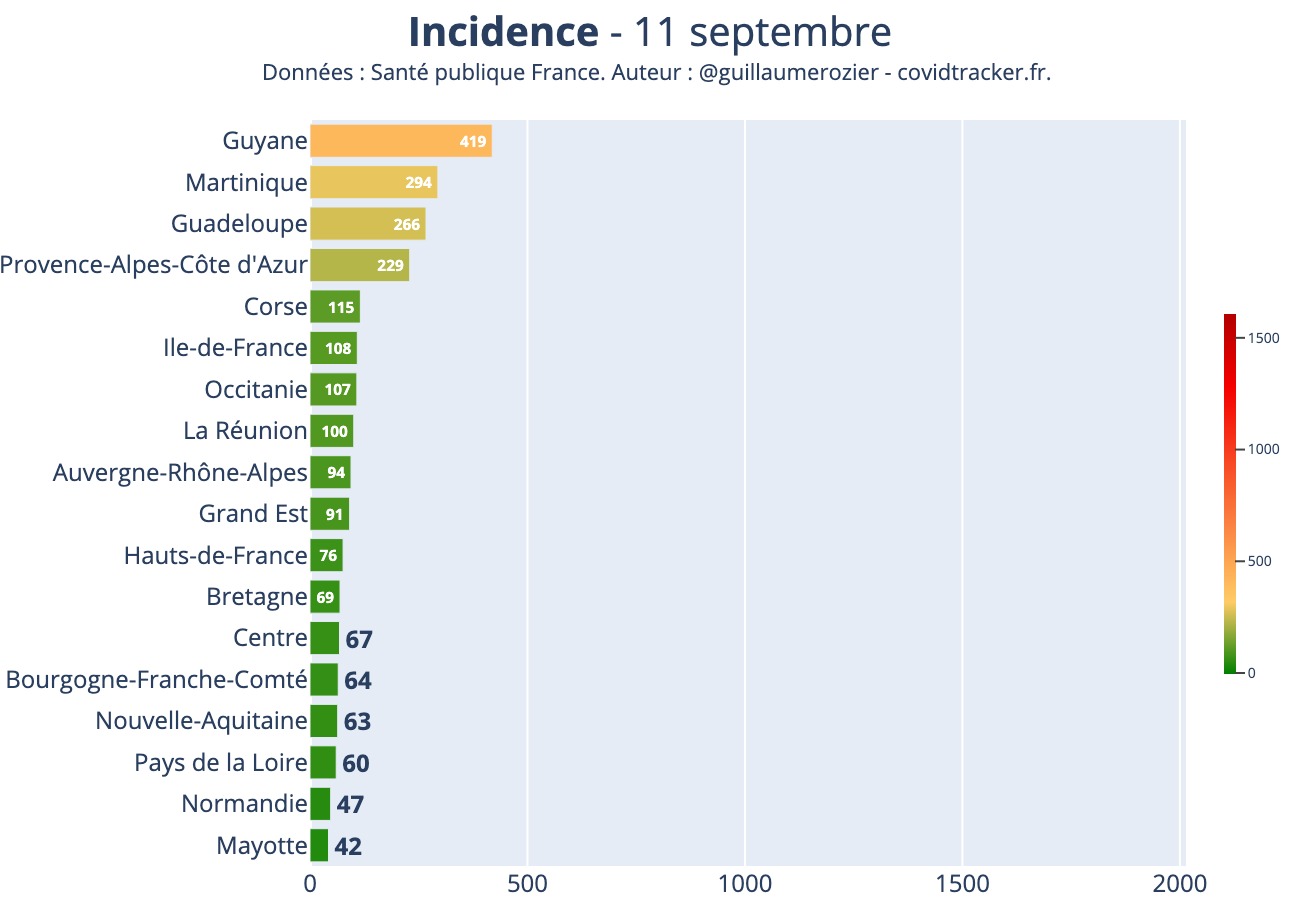 Incidence - 11 septembre
Données : Santé publique France. Auteur : @guillaumerozier - covidtracker.fr.
Guyane 419
Martinique 294
Guadeloupe 266
Provence-Alpes-Côte d'Azur 229
Corse 115
Ile-de-France 108
Occitanie 107
La Réunion 100
Auvergne-Rhône-Alpes 94
Grand Est 91
Hauts-de-France 76
Bretagne 69
Centre 67
Bourgogne-Franche-Comté 64
Nouvelle-Aquitaine 63
Pays de la Loire 60
Normandie 47
Mayotte 42
0 500 1000 1500 2000
1500
1000
500
0